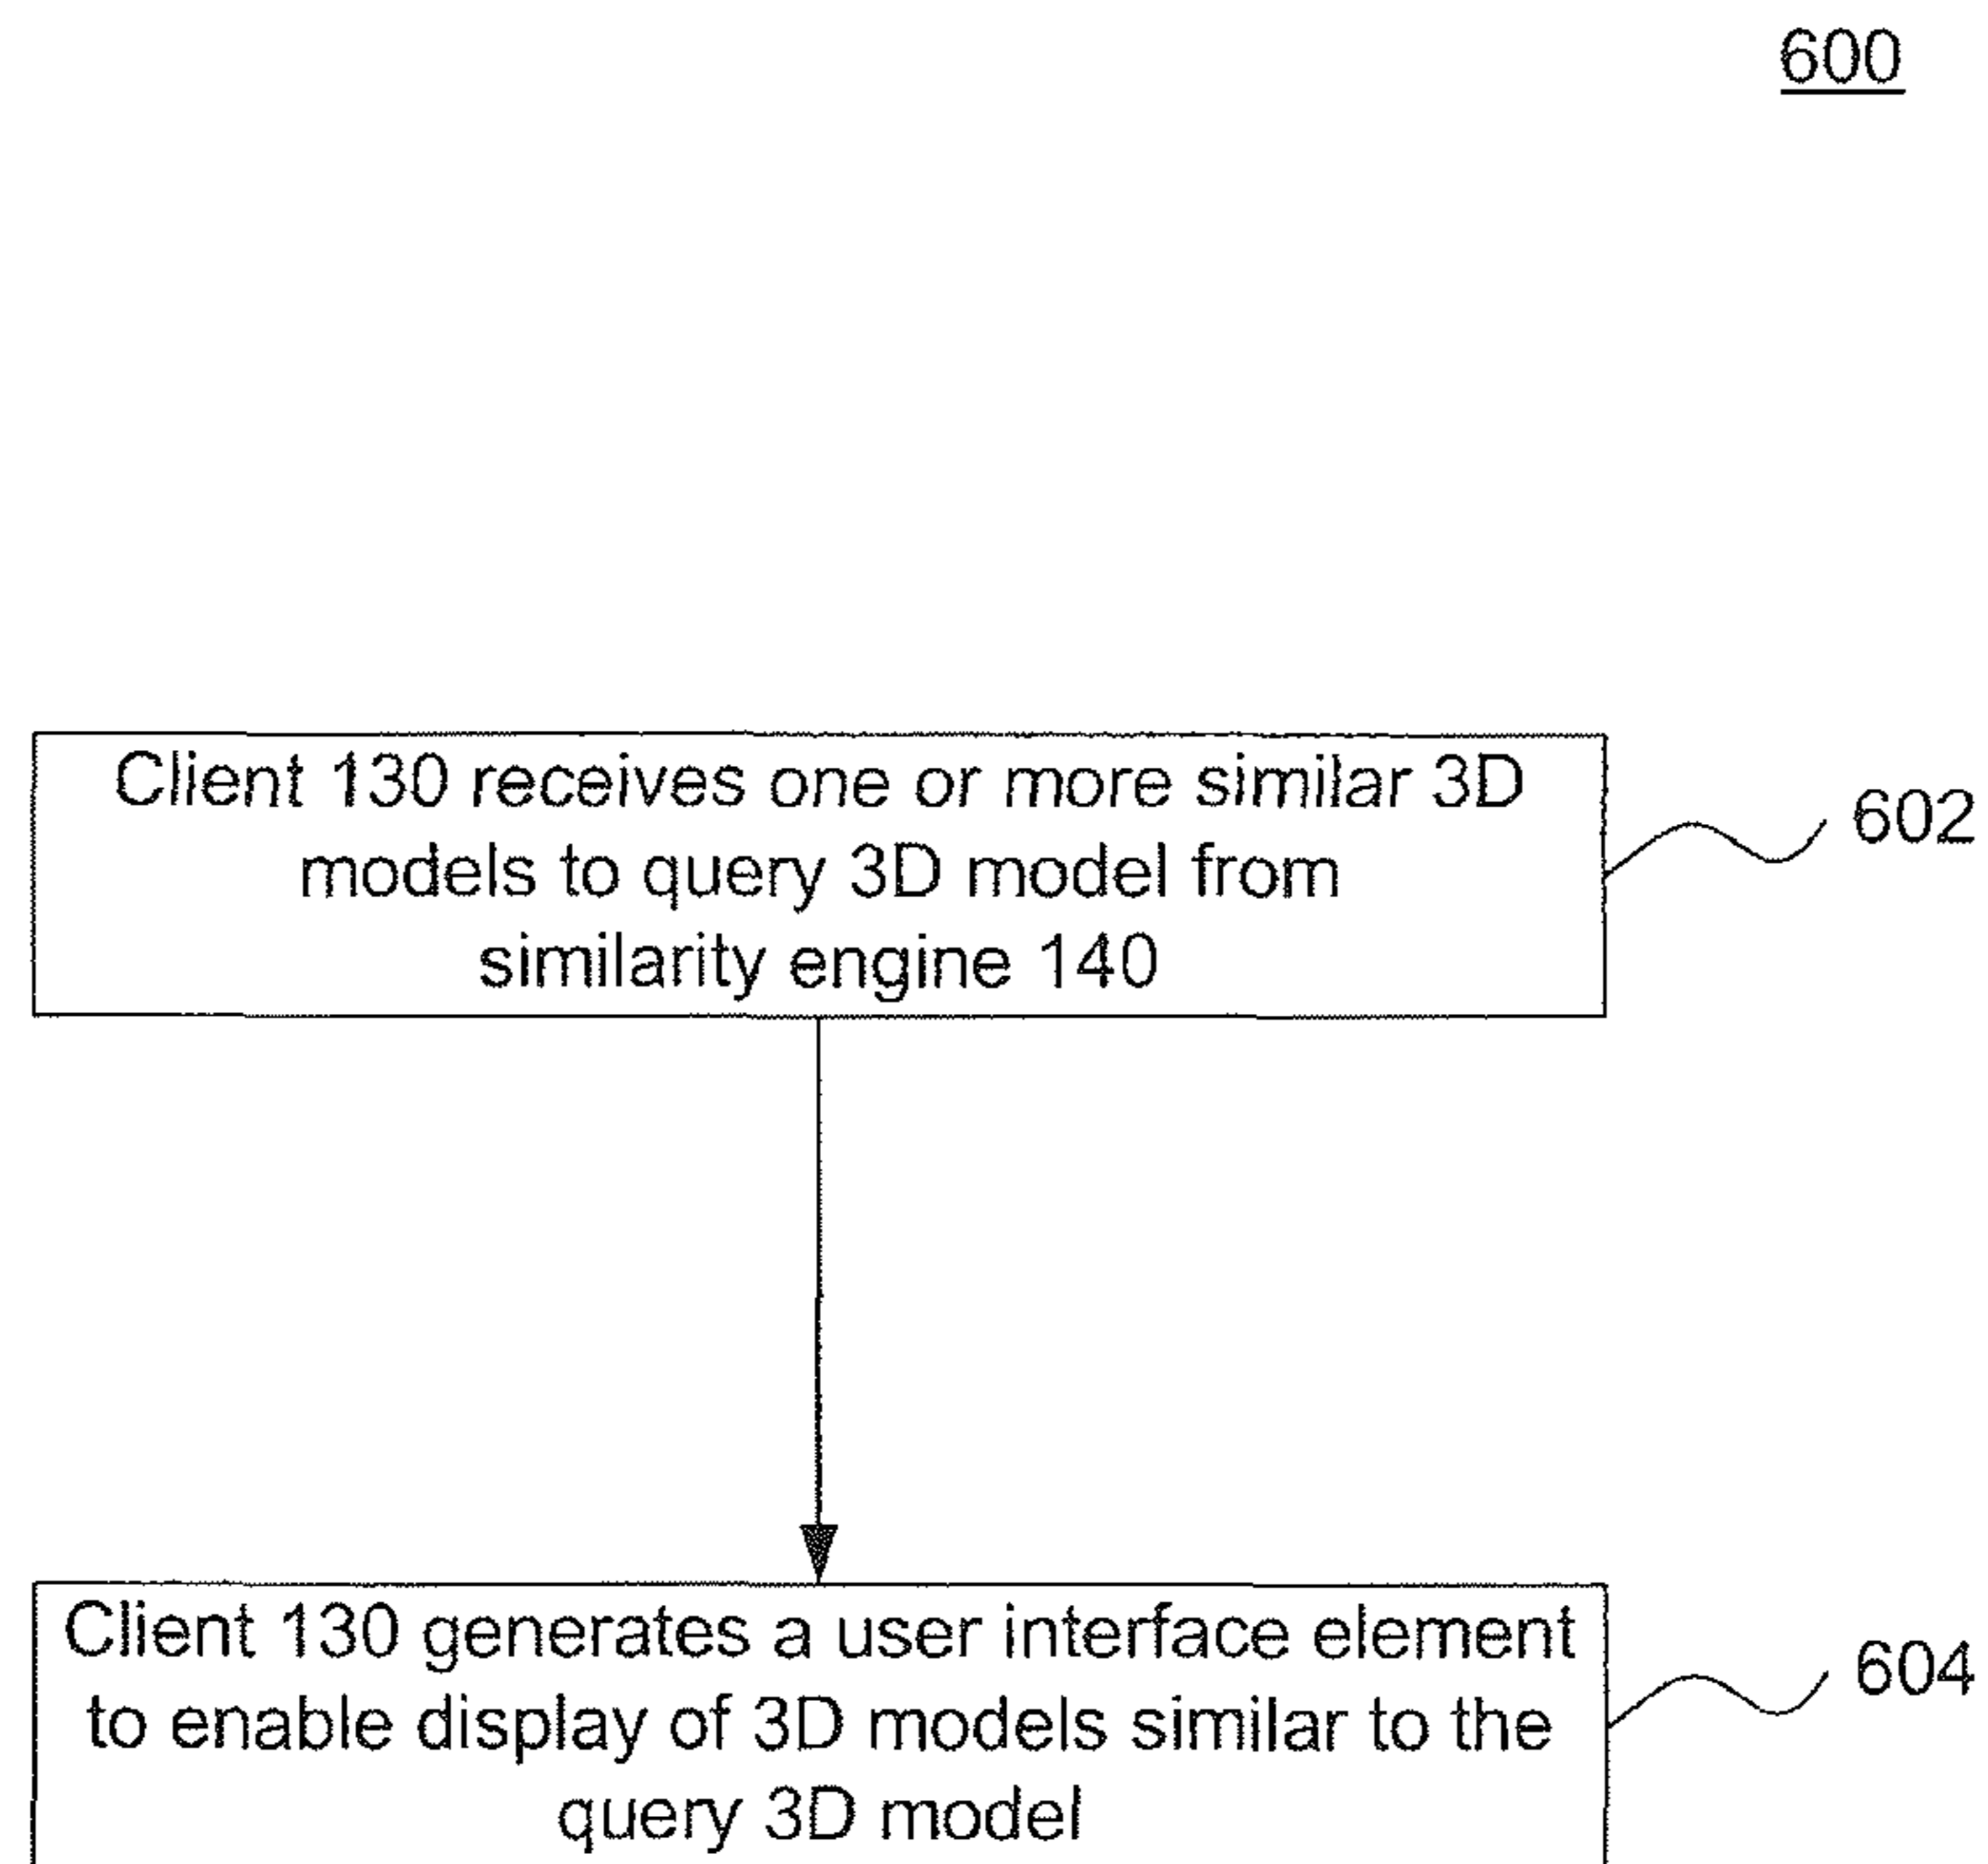 600
Client 130 receives one or more similar 3D
models to query 3D model from
similarity engine 140
602
Client 130 generates a user interface element
to enable display of 3D models similar to the
query 3D model
604